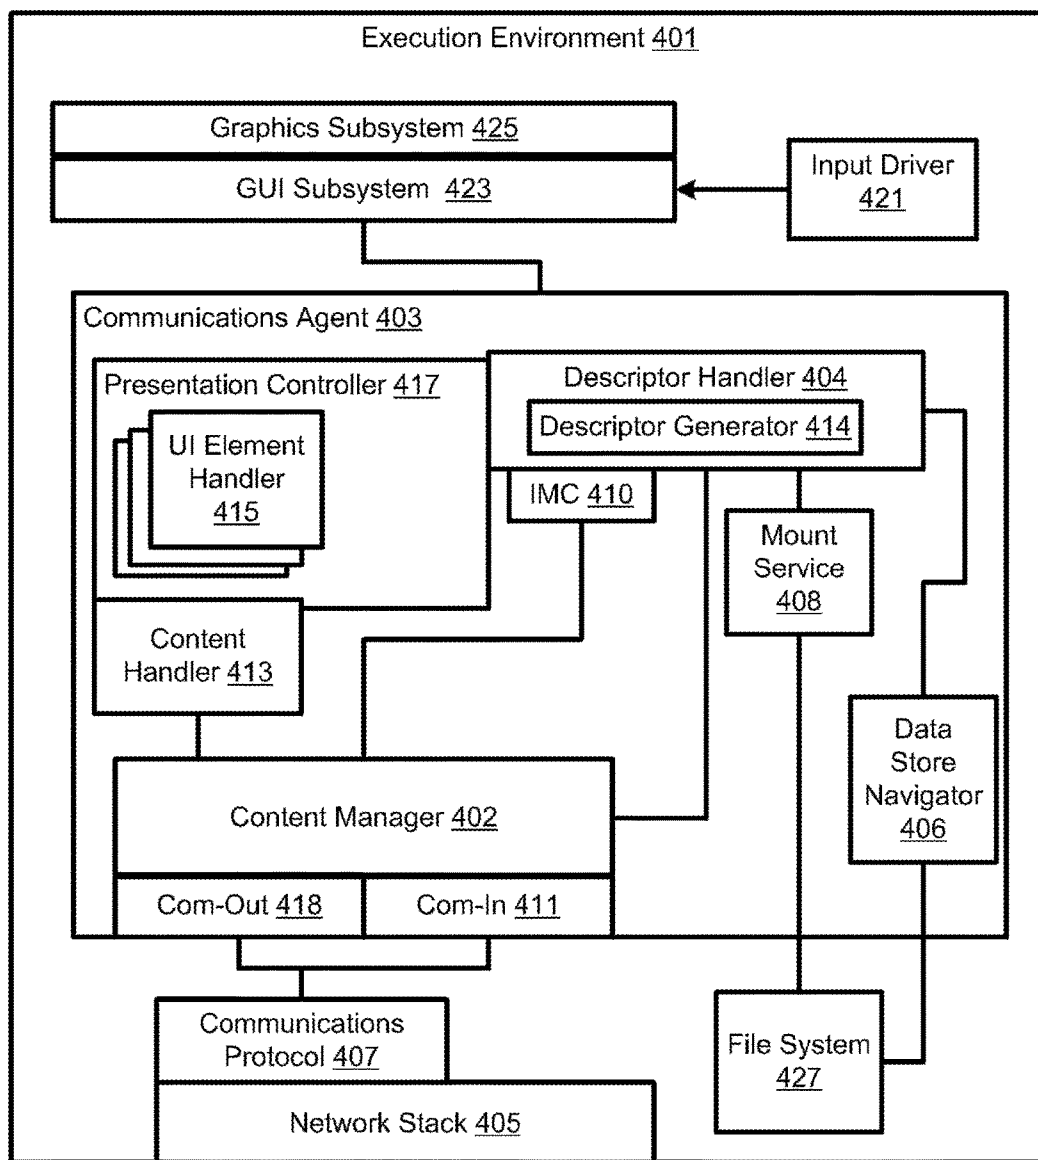 Execution Environment 401
Graphics Subsystem 425
GUI Subsystem 423
Input Driver
421
Communications Agent 403
Presentation Controller 417
UI Element
Handler
415
Descriptor Handler 404
Descriptor Generator 414
IMC 410
Mount
Service
408
Content
Handler 413
Data
Store
Navigator
406
Content Manager 402
Com-Out 418
Com-In 411
Communications
Protocol 407
Network Stack 405
File System
427